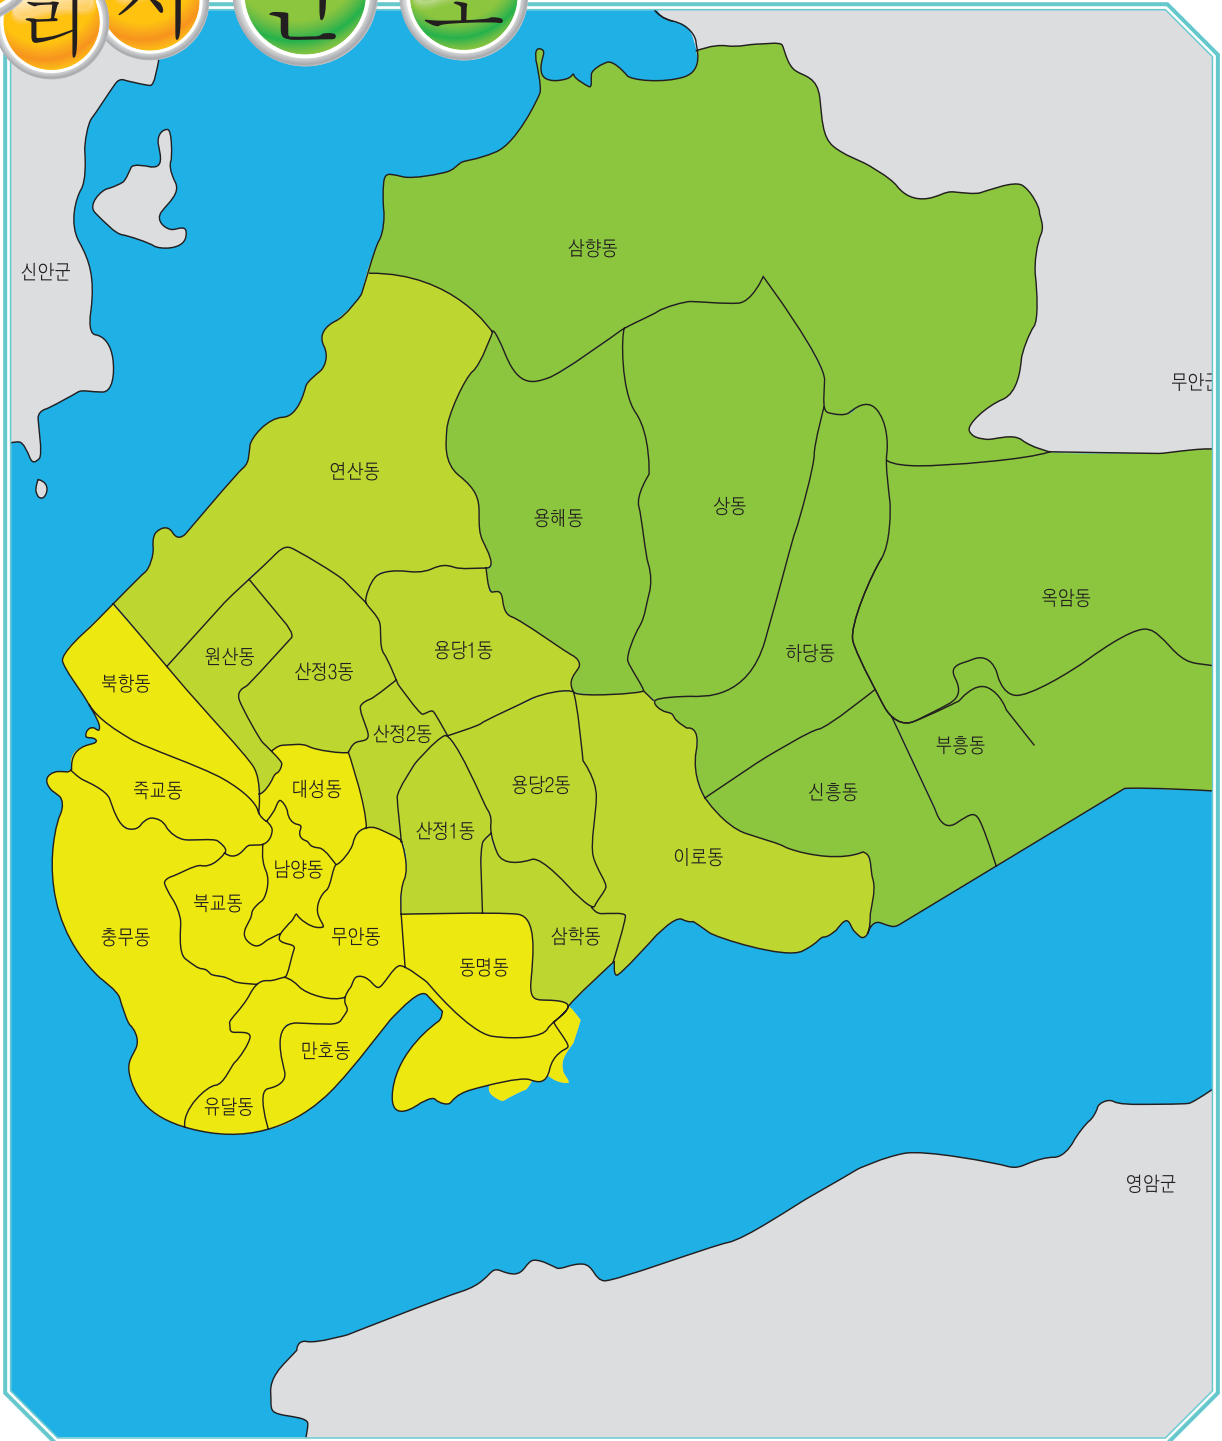 삼향동
신안군
무안군
연산동
용해동
상동
옥암동
원산동
산정3동
용당1동
하당동
북항동
산정2동
부흥동
죽교동
대성동
용당2동
신흥동
산정1동
이로동
남양동
북교동
충무동
무안동
삼학동
동명동
만호동
유달동
영암군